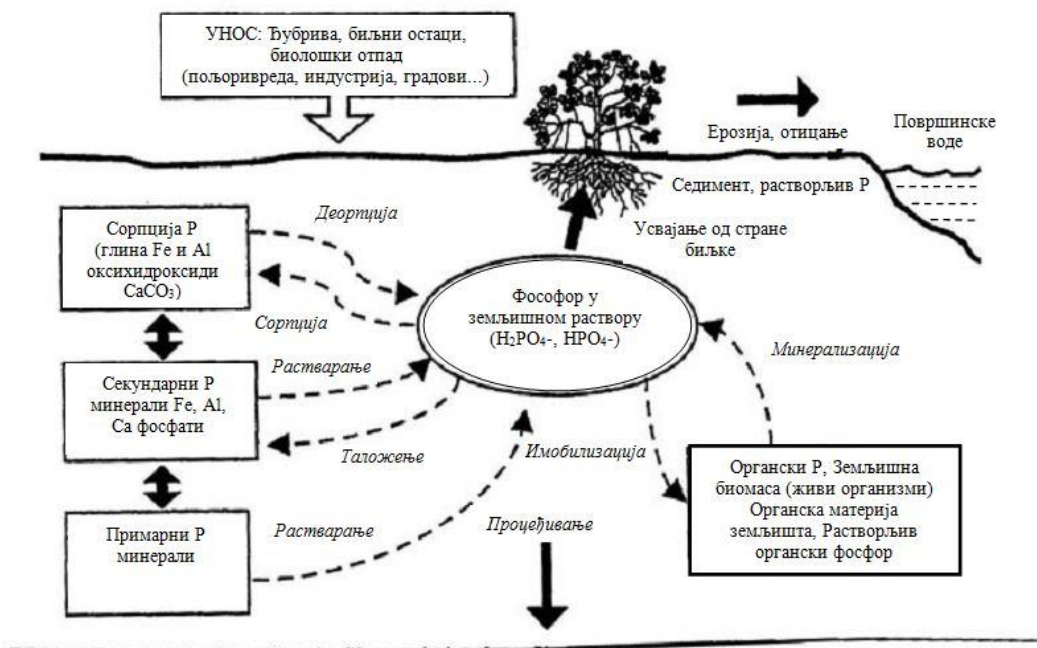 УНОС: Ђубрива, биљни остаци,
биолошки отпад
(пољоривреда, индустрија, градови...)
Ерозија, отицање
Површинске
воде
Седимент, растворљив P
Усвајање од стране
биљке
Деорпција
Сорпција P
(глина Fe и Al
оксихидроксиди
CaCO₃)
Сорпција
Фософор у
земљишном раствору
(H₂PO₄-, HPO₄-)
Минерализација
Растварање
Секундарни P
минерали Fe, Al,
Ca фосфати
Таложење
Имобилизација
Органски P, Земљишна
биомаса (живи организми)
Органска материја
земљишта, Растворљив
органски фосфор
Примарни P
минерали
Растварање
Процеђивање